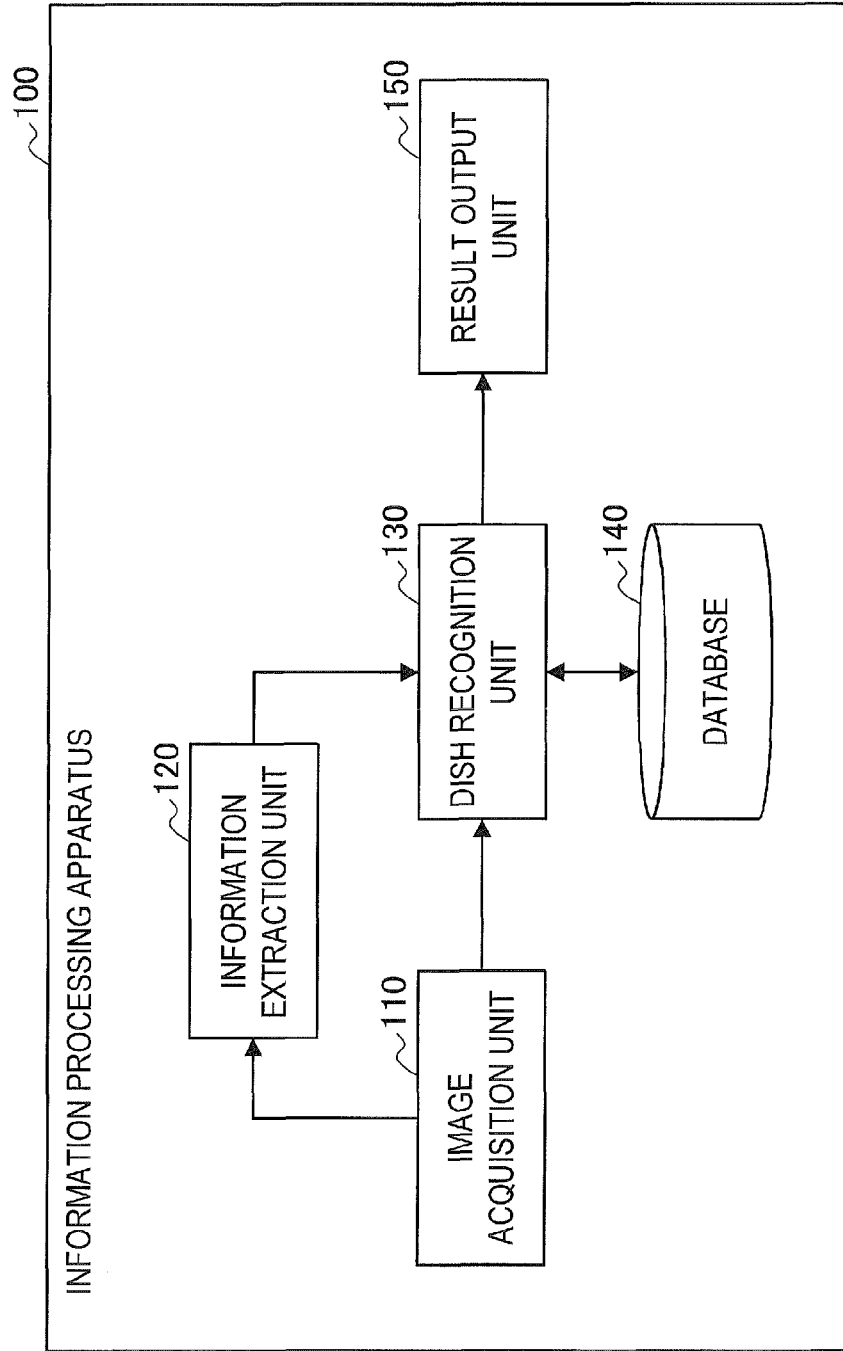 100
INFORMATION PROCESSING APPARATUS
120
INFORMATION
EXTRACTION UNIT
110
IMAGE
ACQUISITION UNIT
130
DISH RECOGNITION
UNIT
150
RESULT OUTPUT
UNIT
140
DATABASE